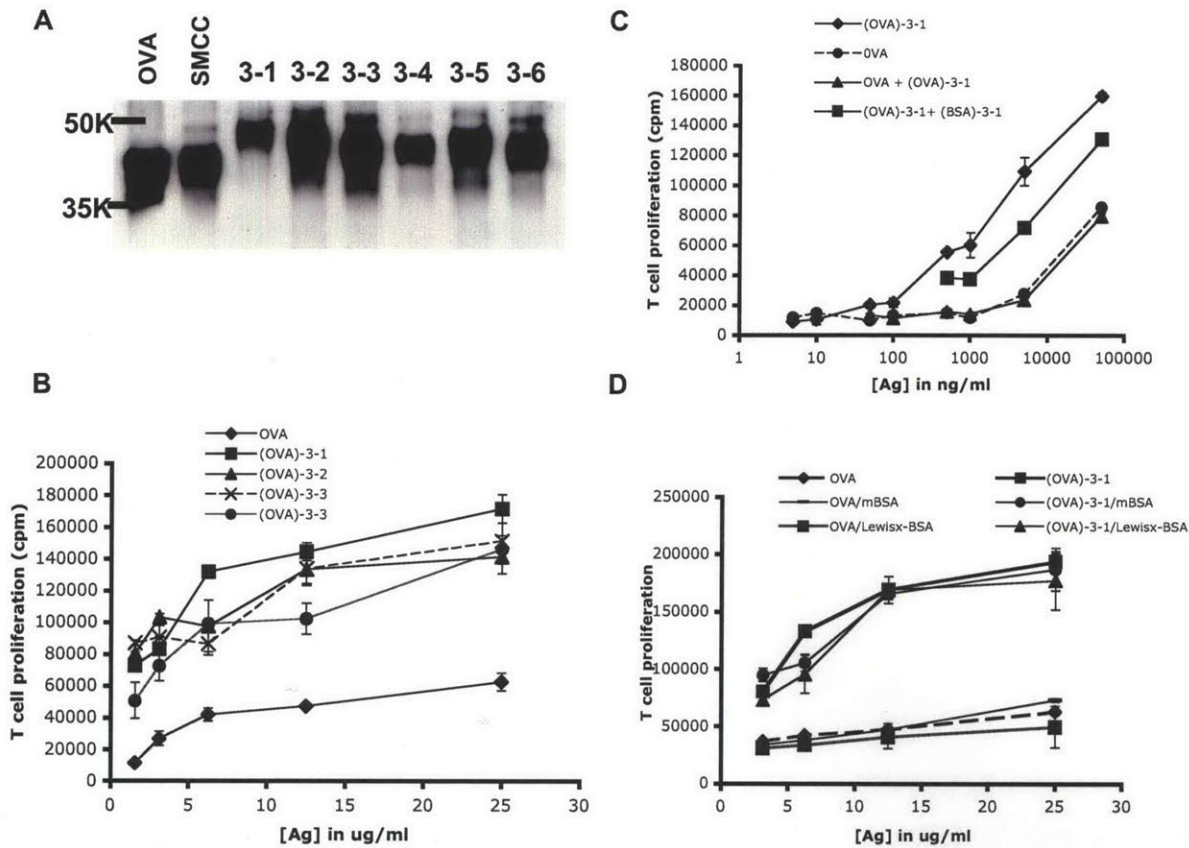 A
OVA
SMCC
3-1 3-2 3-3 3-4 3-5 3-6
50K
35K
B
OVA
(OVA)-3-1
(OVA)-3-2
(OVA)-3-3
(OVA)-3-3
T cell proliferation (cpm)
200000
180000
160000
140000
120000
100000
80000
60000
40000
20000
0
0 5 10 15 20 25 30
[Ag] in ug/ml
C
(OVA)-3-1
0VA
OVA + (OVA)-3-1
(OVA)-3-1+ (BSA)-3-1
T cell proliferation (cpm)
180000
160000
140000
120000
100000
80000
60000
40000
20000
0
1 10 100 1000 10000 100000
[Ag] in ng/ml
D
OVA (OVA)-3-1
OVA/mBSA (OVA)-3-1/mBSA
OVA/Lewisx-BSA (OVA)-3-1/Lewisx-BSA
T cell proliferation
250000
200000
150000
100000
50000
0
0 5 10 15 20 25 30
[Ag] in ug/ml